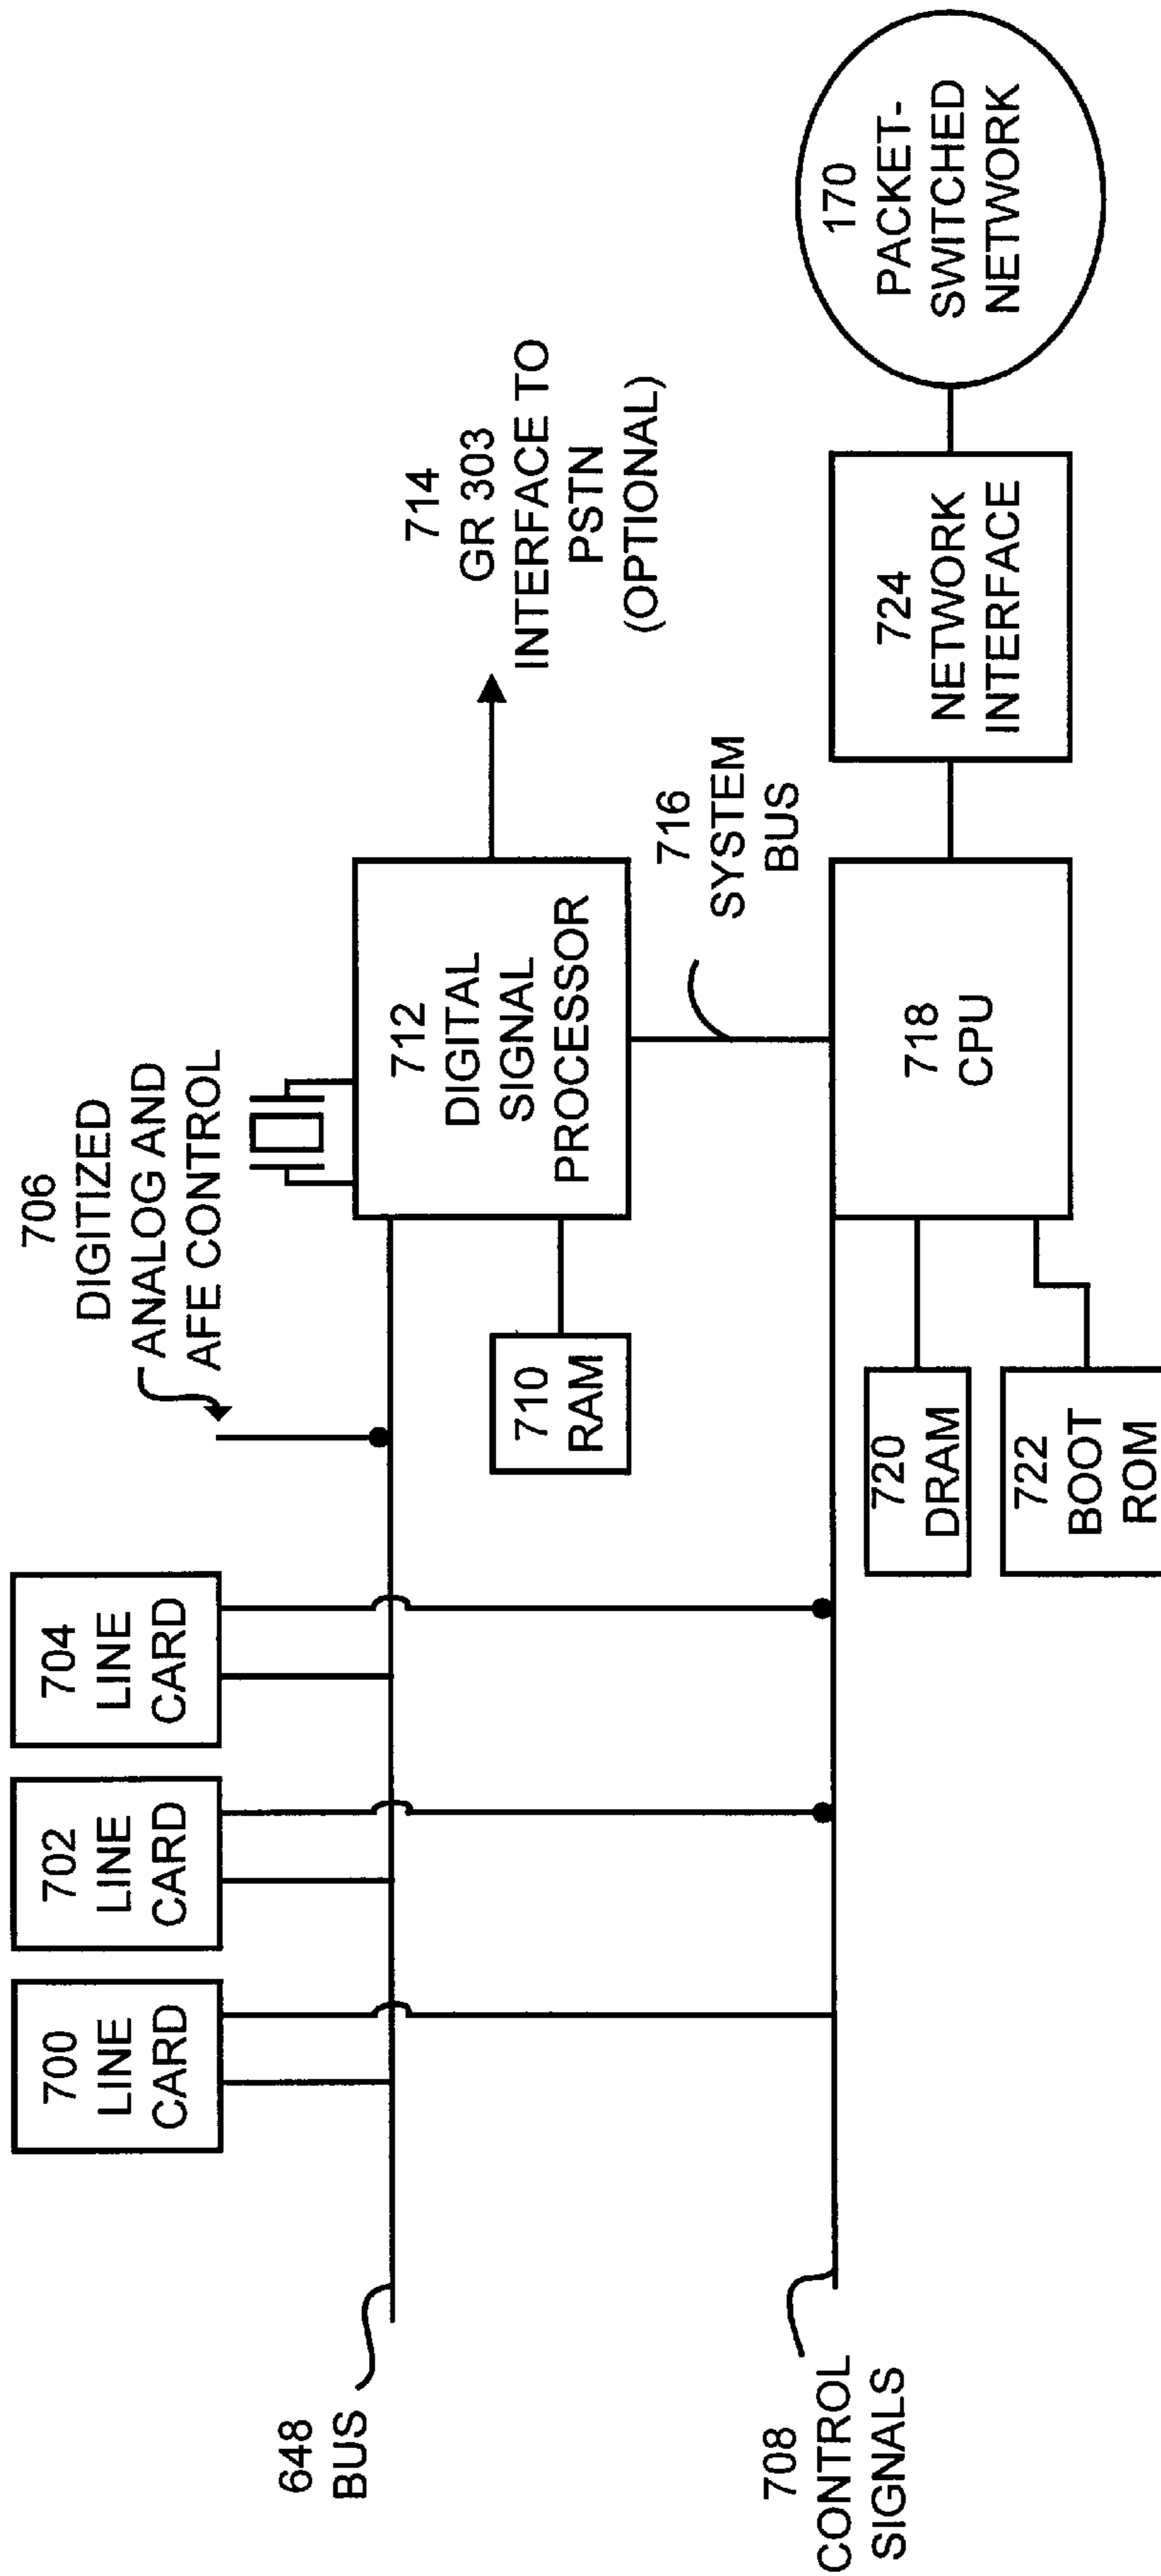 700
LINE
CARD
702
LINE
CARD
704
LINE
CARD
706
DIGITIZED
ANALOG AND
AFE CONTROL
648
BUS
710
RAM
712
DIGITAL
SIGNAL
PROCESSOR
714
GR 303
INTERFACE TO
PSTN
(OPTIONAL)
716
SYSTEM
BUS
708
CONTROL
SIGNALS
720
DRAM
722
BOOT
ROM
718
CPU
724
NETWORK
INTERFACE
170
PACKET-
SWITCHED
NETWORK